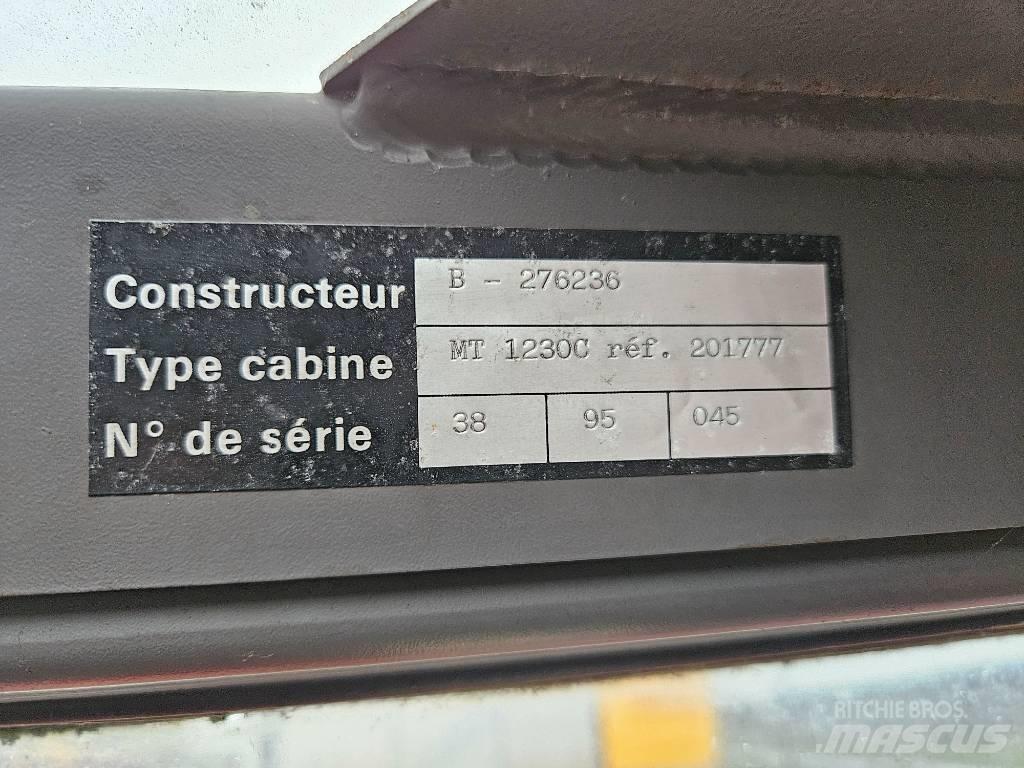 Constructeur B - 276236
Type cabine MT 1230C réf. 201777
N° de série 38 95 045
RITCHIE BROS.
MASCUS